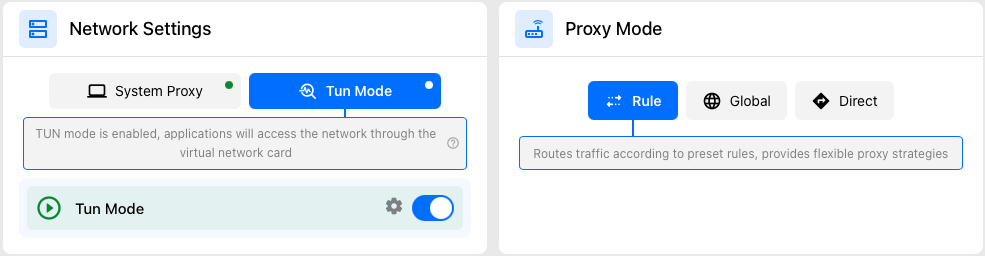 Network Settings
System Proxy
Tun Mode
TUN mode is enabled, applications will access the network through the
virtual network card
Tun Mode
Proxy Mode
Rule
Global
Direct
Routes traffic according to preset rules, provides flexible proxy strategies